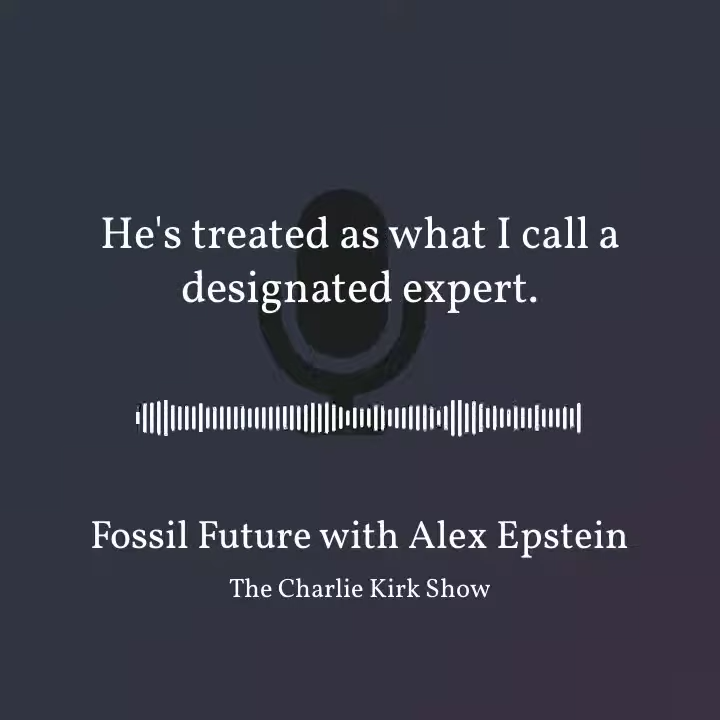 He's treated as what I call a
designated expert.
Fossil Future with Alex Epstein
The Charlie Kirk Show